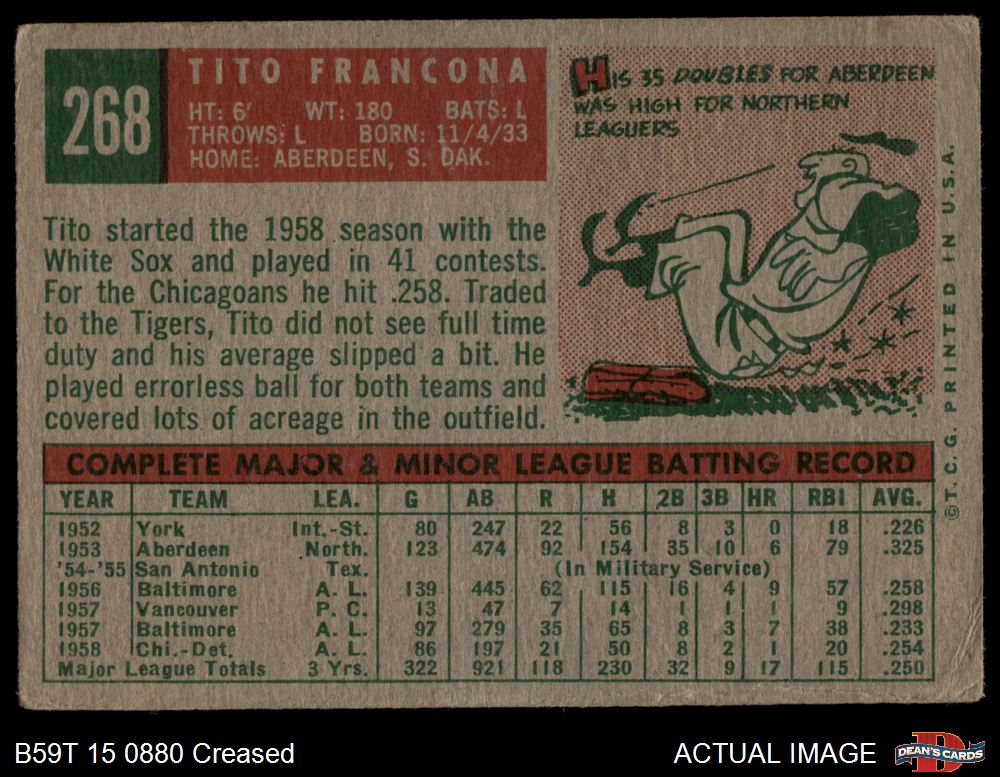 268
TITO FRANCONA
HT: 6' WT: 180 BATS: L
THROWS: L BORN: 11/4/33
HOME: ABERDEEN, S. DAK.
HIS 35 DOUBLES FOR ABERDEEN
WAS HIGH FOR NORTHERN
LEAGUERS
Tito started the 1958 season with the
White Sox and played in 41 contests.
For the Chicagoans he hit .258. Traded
to the Tigers, Tito did not see full time
duty and his average slipped a bit. He
played errorless ball for both teams and
covered lots of acreage in the outfield.
COMPLETE MAJOR & MINOR LEAGUE BATTING RECORD
YEAR TEAM LEA. G AB R H 2B 3B HR RBI AVG.
1952 York Int.-St. 80 247 22 56 8 3 0 18 .226
1953 Aberdeen North. 123 474 92 154 35 10 6 79 .325
'54-'55 San Antonio Tex. (In Military Service)
1956 Baltimore A. L. 139 445 62 115 16 4 9 57 .258
1957 Vancouver P. C. 13 47 7 14 1 1 1 9 .298
1957 Baltimore A. L. 97 279 35 65 8 3 7 38 .233
1958 Chi.-Det. A. L. 86 197 21 50 8 2 1 20 .254
Major League Totals 3 Yrs. 322 921 118 230 32 9 17 115 .250
©T.C.G. PRINTED IN U.S.A.
B59T 15 0880 Creased
ACTUAL IMAGE
D
DEAN'S CARDS